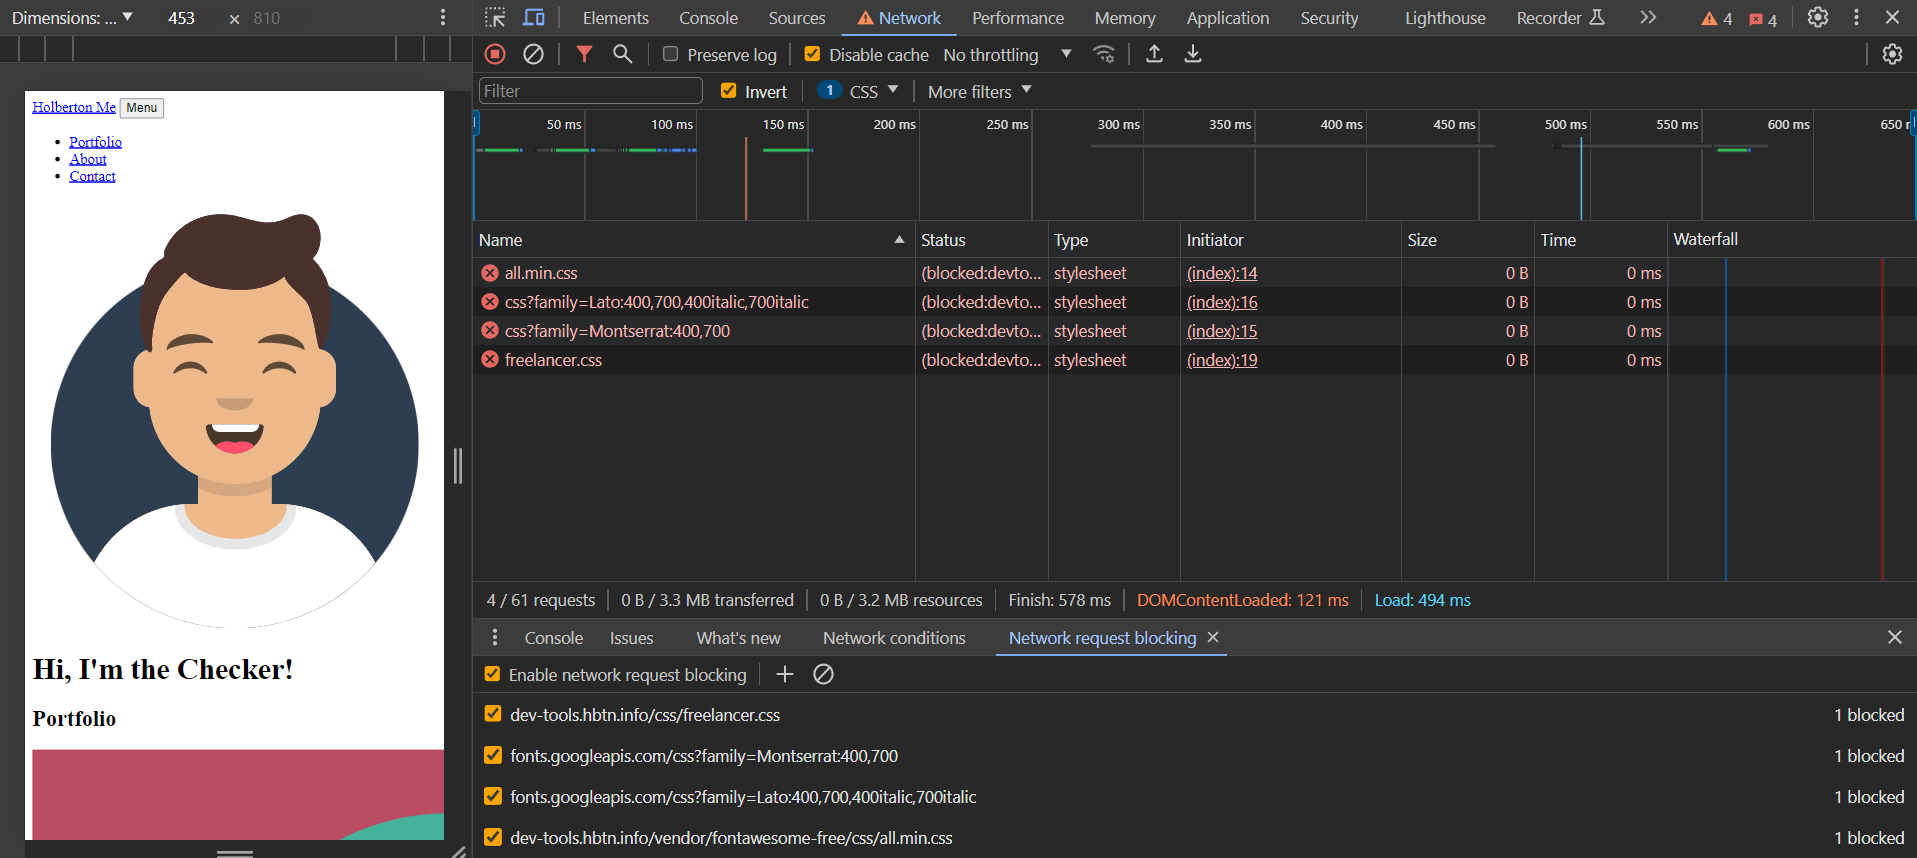 Dimensions: ... 453 × 810
Elements Console Sources Network Performance Memory Application Security Lighthouse Recorder 4 4
Preserve log Disable cache No throttling
Filter Invert 1 CSS More filters
50 ms 100 ms 150 ms 200 ms 250 ms 300 ms 350 ms 400 ms 450 ms 500 ms 550 ms 600 ms 650
Name Status Type Initiator Size Time Waterfall
all.min.css (blocked:devto... stylesheet (index):14 0 B 0 ms
css?family=Lato:400,700,400italic,700italic (blocked:devto... stylesheet (index):16 0 B 0 ms
css?family=Montserrat:400,700 (blocked:devto... stylesheet (index):15 0 B 0 ms
freelancer.css (blocked:devto... stylesheet (index):19 0 B 0 ms
4 / 61 requests 0 B / 3.3 MB transferred 0 B / 3.2 MB resources Finish: 578 ms DOMContentLoaded: 121 ms Load: 494 ms
Console Issues What's new Network conditions Network request blocking
Enable network request blocking
dev-tools.hbtn.info/css/freelancer.css 1 blocked
fonts.googleapis.com/css?family=Montserrat:400,700 1 blocked
fonts.googleapis.com/css?family=Lato:400,700,400italic,700italic 1 blocked
dev-tools.hbtn.info/vendor/fontawesome-free/css/all.min.css 1 blocked
Holberton Me Menu
Portfolio
About
Contact
Hi, I'm the Checker!
Portfolio